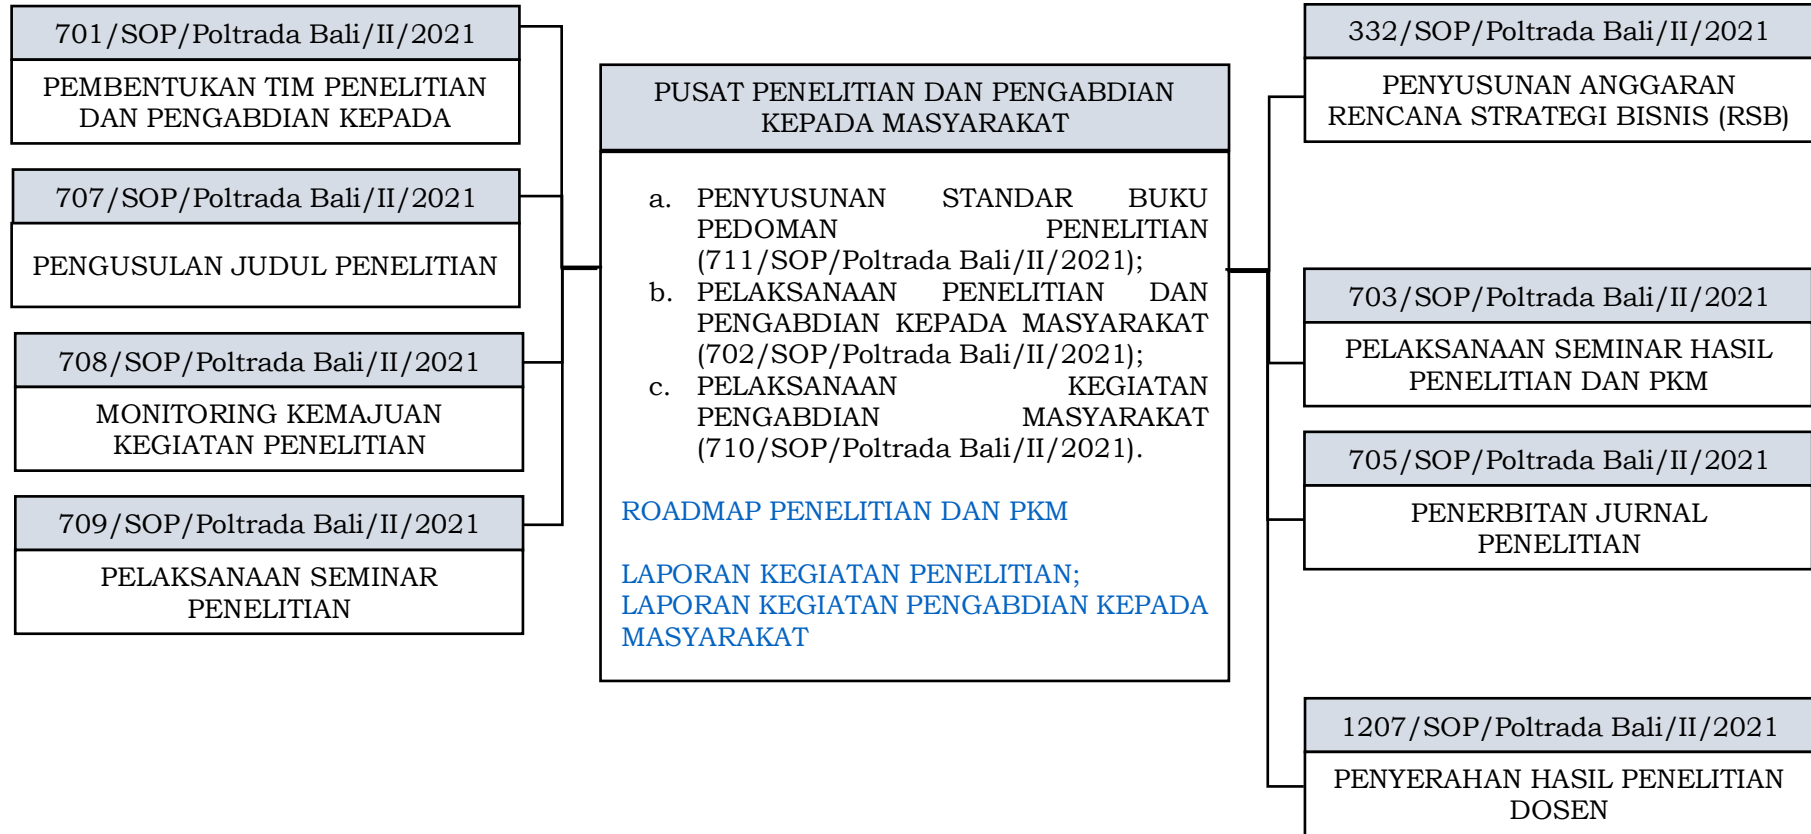 701/SOP/Poltrada Bali/II/2021
PEMBENTUKAN TIM PENELITIAN
DAN PENGABDIAN KEPADA
707/SOP/Poltrada Bali/II/2021
PENGUSULAN JUDUL PENELITIAN
708/SOP/Poltrada Bali/II/2021
MONITORING KEMAJUAN
KEGIATAN PENELITIAN
709/SOP/Poltrada Bali/II/2021
PELAKSANAAN SEMINAR
PENELITIAN
PUSAT PENELITIAN DAN PENGABDIAN
KEPADA MASYARAKAT
a. PENYUSUNAN STANDAR BUKU
PEDOMAN PENELITIAN
(711/SOP/Poltrada Bali/II/2021);
b. PELAKSANAAN PENELITIAN DAN
PENGABDIAN KEPADA MASYARAKAT
(702/SOP/Poltrada Bali/II/2021);
c. PELAKSANAAN KEGIATAN
PENGABDIAN MASYARAKAT
(710/SOP/Poltrada Bali/II/2021).
ROADMAP PENELITIAN DAN PKM
LAPORAN KEGIATAN PENELITIAN;
LAPORAN KEGIATAN PENGABDIAN KEPADA
MASYARAKAT
332/SOP/Poltrada Bali/II/2021
PENYUSUNAN ANGGARAN
RENCANA STRATEGI BISNIS (RSB)
703/SOP/Poltrada Bali/II/2021
PELAKSANAAN SEMINAR HASIL
PENELITIAN DAN PKM
705/SOP/Poltrada Bali/II/2021
PENERBITAN JURNAL
PENELITIAN
1207/SOP/Poltrada Bali/II/2021
PENYERAHAN HASIL PENELITIAN
DOSEN